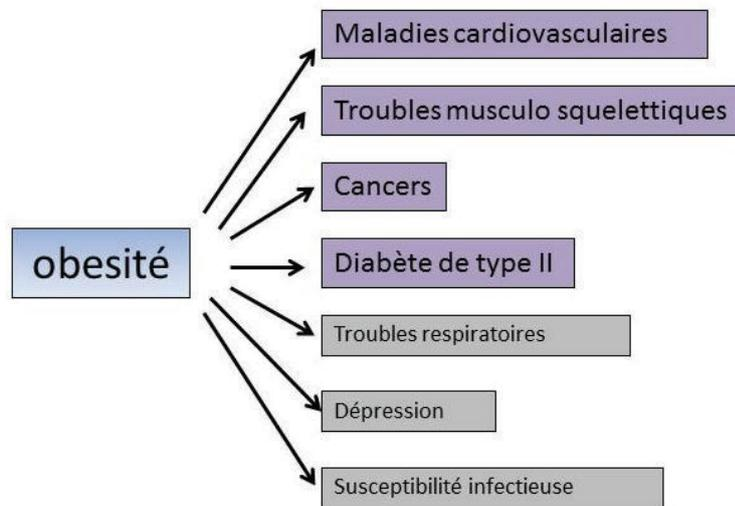 Maladies cardiovasculaires
Troubles musculo squelettiques
Cancers
obesité
Diabète de type II
Troubles respiratoires
Dépression
Susceptibilité infectieuse